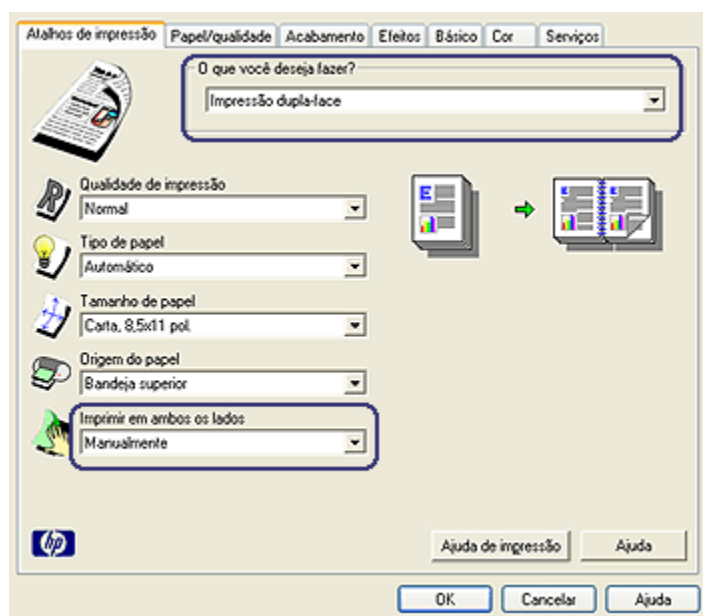 Atalhos de impressão Papel/qualidade Acabamento Efeitos Básico Cor Serviços
O que você deseja fazer?
Impressão dupla-face
Qualidade de impressão
Normal
Tipo de papel
Automático
Tamanho de papel
Carta, 8,5x11 pol.
Origem do papel
Bandeja superior
Imprimir em ambos os lados
Manualmente
hp
Ajuda de impressão Ajuda
OK Cancelar Ajuda